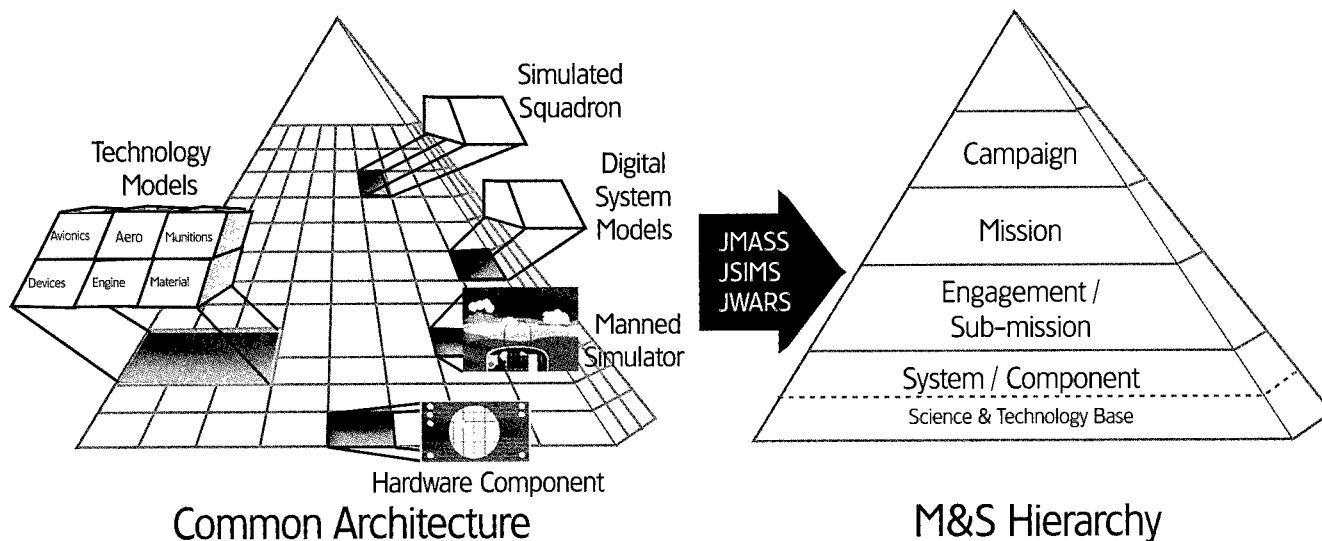 Simulated
Squadron
Technology
Models
Digital
System
Models
Avionics Aero Munitions
Devices Engine Material
Manned
Simulator
Hardware Component
Common Architecture
JMASS
JSIMS
JWARS
Campaign
Mission
Engagement /
Sub-mission
System / Component
Science & Technology Base
M&S Hierarchy